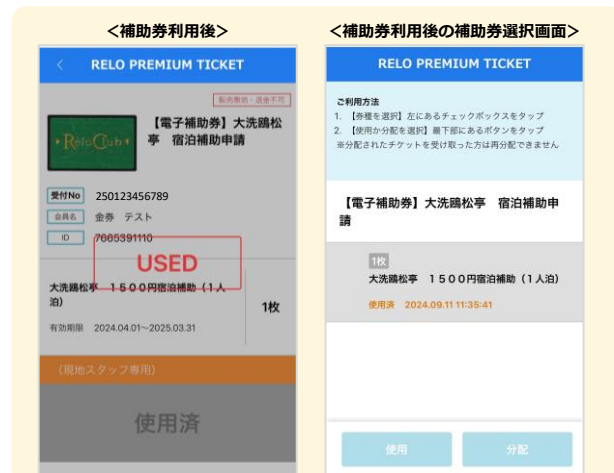 <補助券利用後>
RELO PREMIUM TICKET
転売禁止・返金不可
【電子補助券】大洗鷗松
亭 宿泊補助申請
ReloClub
受付No 250123456789
会員名 金券 テスト
ID 7665391110
USED
大洗鷗松亭 1500円宿泊補助(1人
泊)
1枚
有効期限 2024.04.01~2025.03.31
(現地スタッフ専用)
使用済
<補助券利用後の補助券選択画面>
RELO PREMIUM TICKET
ご利用方法
1. 【券種を選択】左にあるチェックボックスをタップ
2. 【使用か分配を選択】最下部にあるボタンをタップ
※分配されたチケットを受け取った方は再分配できません
【電子補助券】大洗鷗松亭 宿泊補助申
請
1枚
大洗鷗松亭 1500円宿泊補助(1人泊)
使用済 2024.09.11 11:35:41
使用
分配